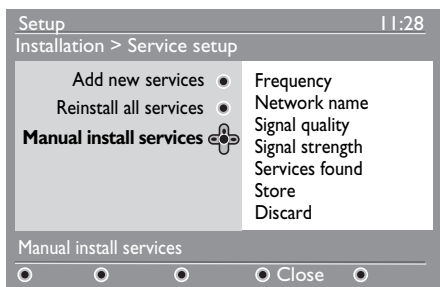 Setup 11:28
Installation > Service setup
Add new services
Reinstall all services
Manual install services
Frequency
Network name
Signal quality
Signal strength
Services found
Store
Discard
Manual install services
Close